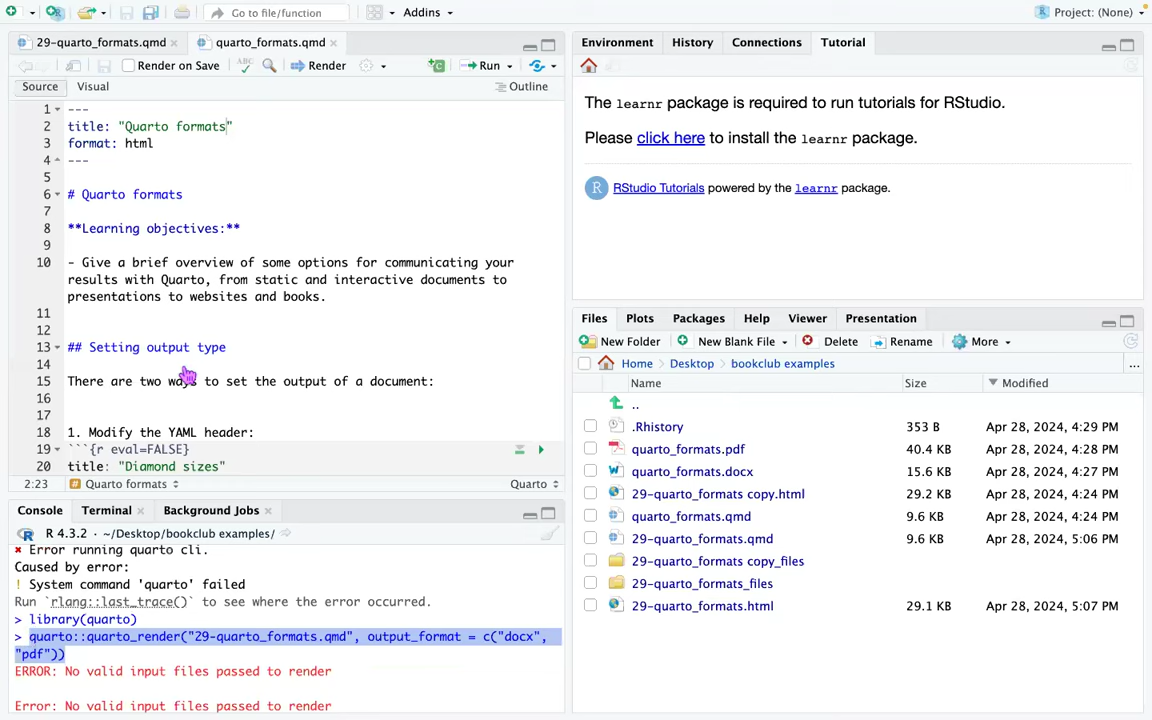 Go to file/function
Addins
Project: (None)
29-quarto_formats.qmd
quarto_formats.qmd
Render on Save
ABC
Render
Run
Source
Visual
Outline
1 ---
2 title: "Quarto formats"
3 format: html
4 ---
5
6 # Quarto formats
7
8 **Learning objectives:**
9
10 - Give a brief overview of some options for communicating your
results with Quarto, from static and interactive documents to
presentations to websites and books.
11
12
13 ## Setting output type
14
15 There are two ways to set the output of a document:
16
17
18 1. Modify the YAML header:
19 ```{r eval=FALSE}
20 title: "Diamond sizes"
2:23
# Quarto formats
Quarto
Console
Terminal
Background Jobs
R 4.3.2 · ~/Desktop/bookclub examples/
✖ Error running quarto cli.
Caused by error:
! System command 'quarto' failed
Run `rlang::last_trace()` to see where the error occurred.
> library(quarto)
> quarto::quarto_render("29-quarto_formats.qmd", output_format = c("docx",
"pdf"))
ERROR: No valid input files passed to render
Error: No valid input files passed to render
Environment
History
Connections
Tutorial
The learnr package is required to run tutorials for RStudio.
Please click here to install the learnr package.
R RStudio Tutorials powered by the learnr package.
Files
Plots
Packages
Help
Viewer
Presentation
New Folder
New Blank File
Delete
Rename
More
Home > Desktop > bookclub examples
...
Name Size Modified
..
.Rhistory 353 B Apr 28, 2024, 4:29 PM
quarto_formats.pdf 40.4 KB Apr 28, 2024, 4:28 PM
quarto_formats.docx 15.6 KB Apr 28, 2024, 4:27 PM
29-quarto_formats copy.html 29.2 KB Apr 28, 2024, 4:24 PM
quarto_formats.qmd 9.6 KB Apr 28, 2024, 4:24 PM
29-quarto_formats.qmd 9.6 KB Apr 28, 2024, 5:06 PM
29-quarto_formats copy_files
29-quarto_formats_files
29-quarto_formats.html 29.1 KB Apr 28, 2024, 5:07 PM